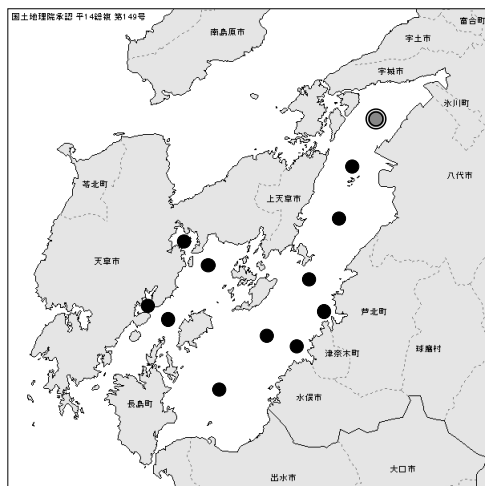 国土地理院承認 平14総複 第149号
富合町
南島原市
宇土市
宇城市
氷川町
八代市
苓北町
上天草市
天草市
芦北町
津奈木町
球磨村
長島町
水俣市
出水市
大口市